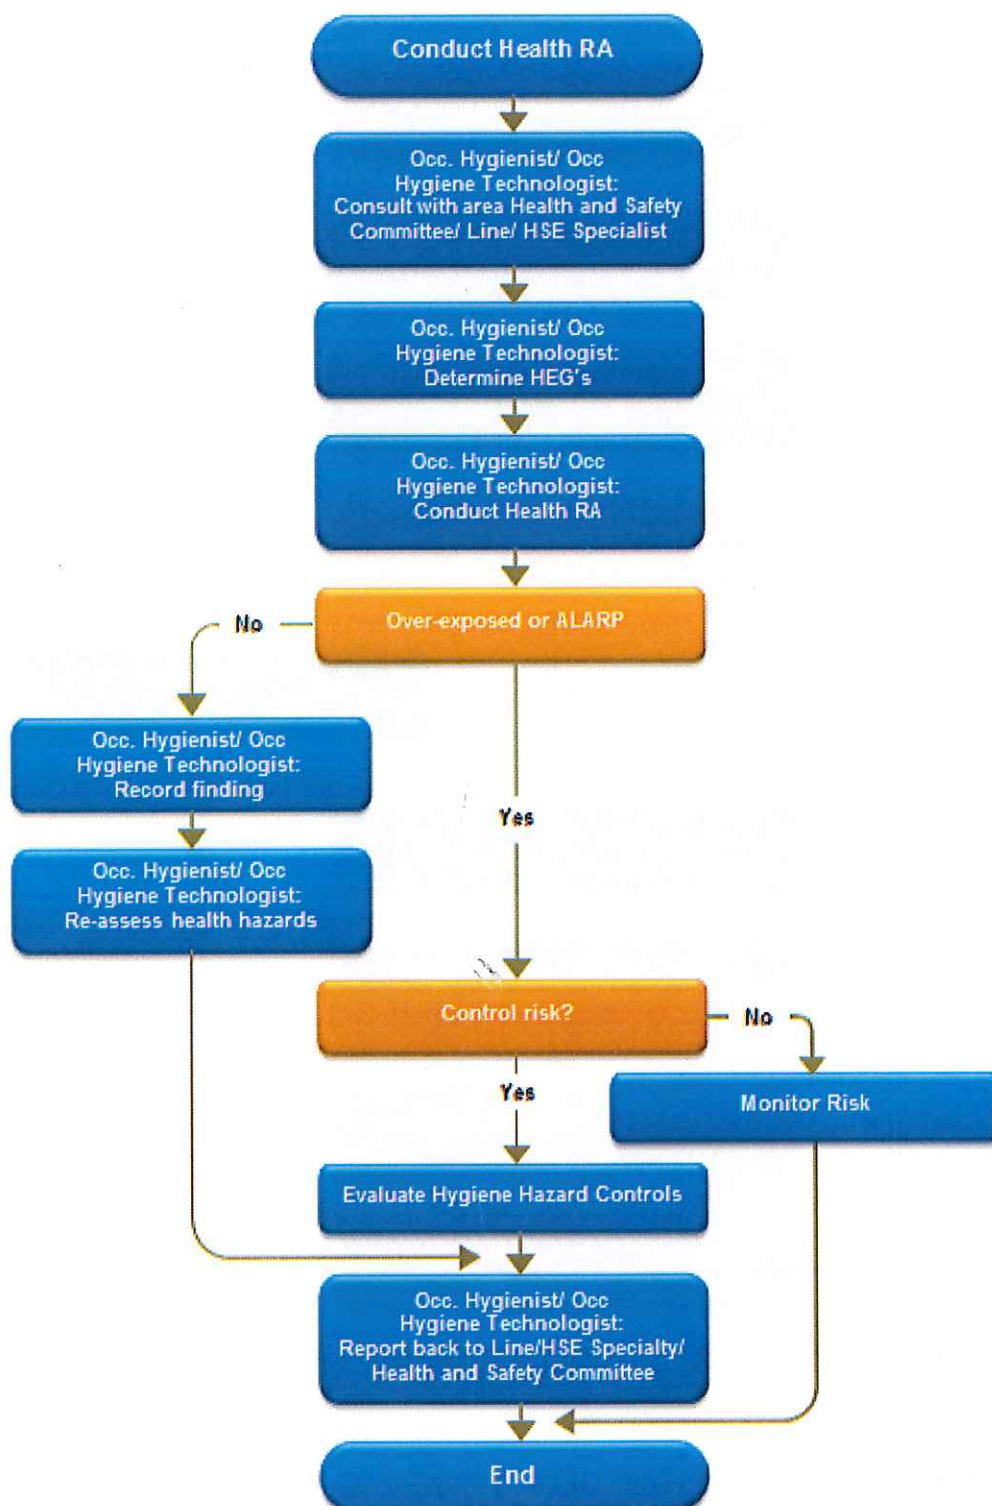 Conduct Health RA
Occ. Hygienist/ Occ
Hygiene Technologist:
Consult with area Health and Safety
Committee/ Line/ HSE Specialist
Occ. Hygienist/ Occ
Hygiene Technologist:
Determine HEG's
Occ. Hygienist/ Occ
Hygiene Technologist:
Conduct Health RA
Over-exposed or ALARP
No
Occ. Hygienist/ Occ
Hygiene Technologist:
Record finding
Occ. Hygienist/ Occ
Hygiene Technologist:
Re-assess health hazards
Yes
Control risk?
No
Monitor Risk
Yes
Evaluate Hygiene Hazard Controls
Occ. Hygienist/ Occ
Hygiene Technologist:
Report back to Line/HSE Specialty/
Health and Safety Committee
End